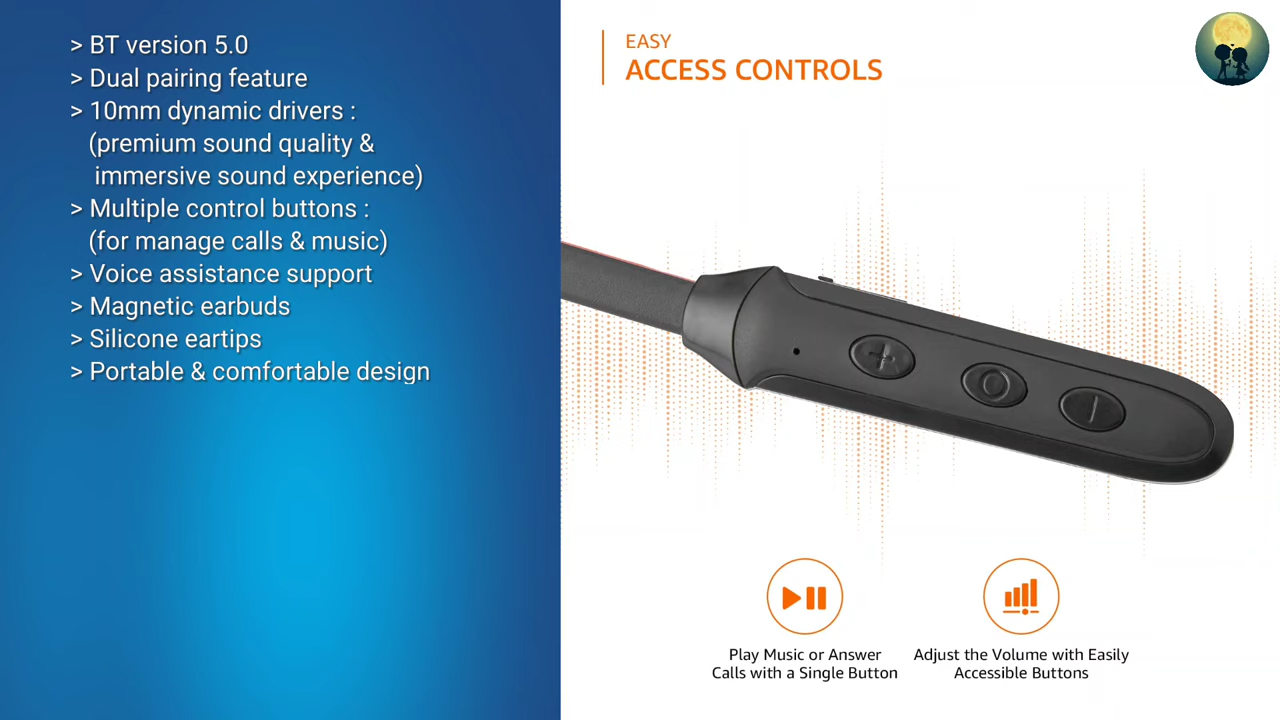 > BT version 5.0
> Dual pairing feature
> 10mm dynamic drivers :
(premium sound quality &
immersive sound experience)
> Multiple control buttons :
(for manage calls & music)
> Voice assistance support
> Magnetic earbuds
> Silicone eartips
> Portable & comfortable design
EASY
ACCESS CONTROLS
Play Music or Answer
Calls with a Single Button
Adjust the Volume with Easily
Accessible Buttons